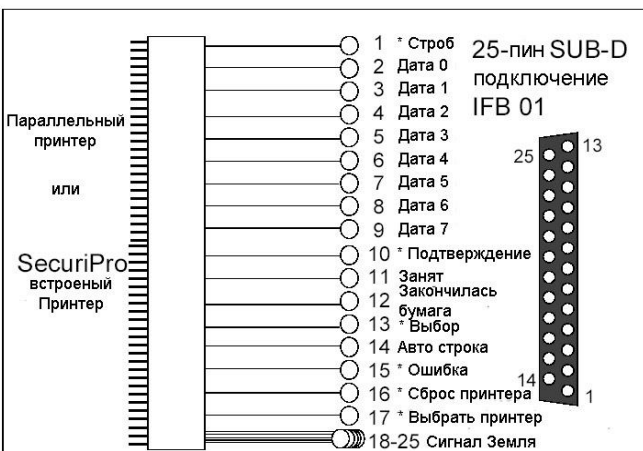 1 * Строб
2 Дата 0
3 Дата 1
4 Дата 2
5 Дата 3
6 Дата 4
7 Дата 5
8 Дата 6
9 Дата 7
10 * Подтверждение
11 Занят
12 Закончилась
бумага
13 * Выбор
14 Авто строка
15 * Ошибка
16 * Сброс принтера
17 * Выбрать принтер
18-25 Сигнал Земля
Параллельный
принтер
или
SecuriPro
встроеный
Принтер
25-пин SUB-D
подключение
IFB 01
25
13
14
1